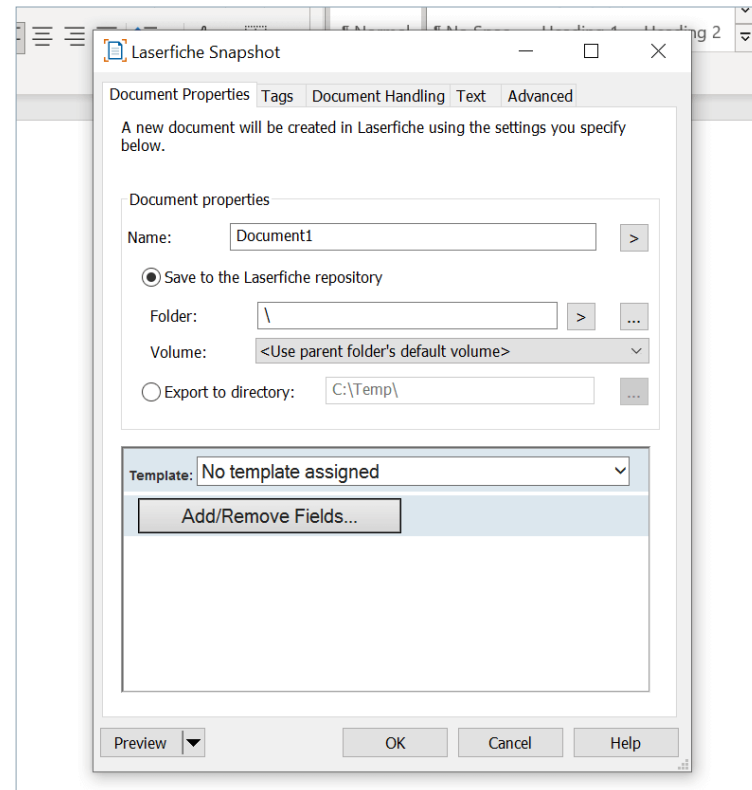 Laserfiche Snapshot
Document Properties Tags Document Handling Text Advanced
A new document will be created in Laserfiche using the settings you specify
below.
Document properties
Name: Document1 >
Save to the Laserfiche repository
Folder: \ > ...
Volume: <Use parent folder's default volume>
Export to directory: C:\Temp\ ...
Template: No template assigned
Add/Remove Fields...
Preview OK Cancel Help